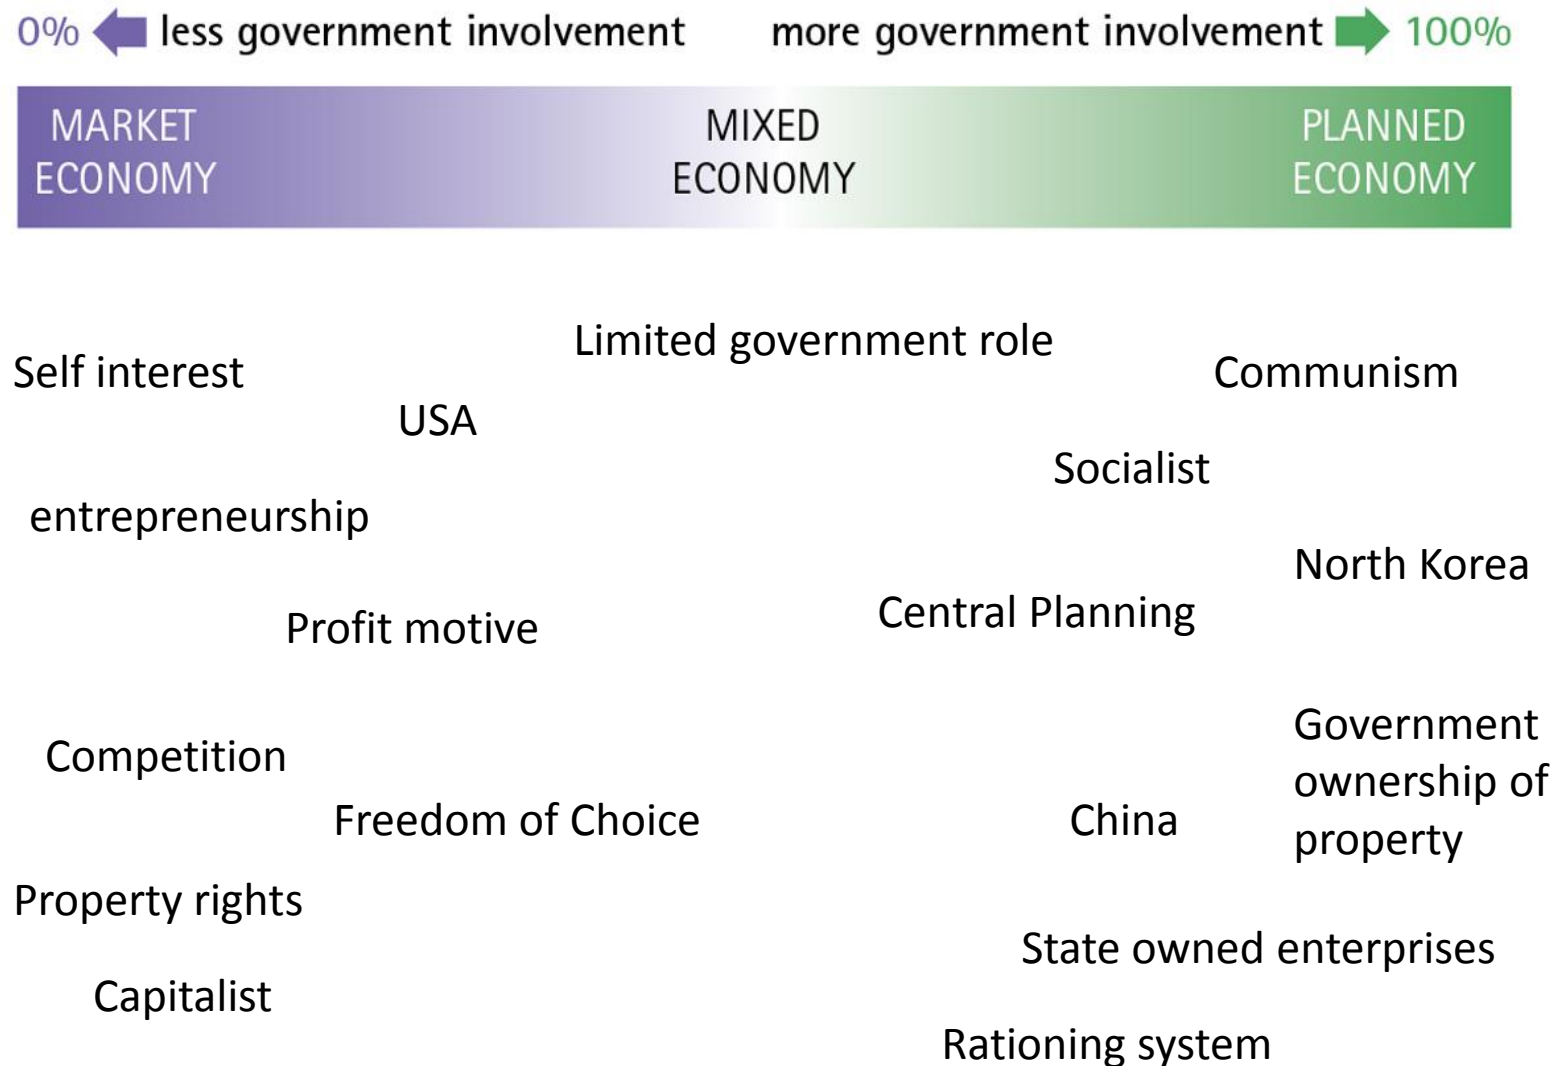 0% less government involvement more government involvement 100%
MARKET ECONOMY
MIXED ECONOMY
PLANNED ECONOMY
Limited government role
Self interest
Communism
USA
Socialist
entrepreneurship
North Korea
Central Planning
Profit motive
Government
ownership of
property
Competition
Freedom of Choice
China
Property rights
State owned enterprises
Capitalist
Rationing system